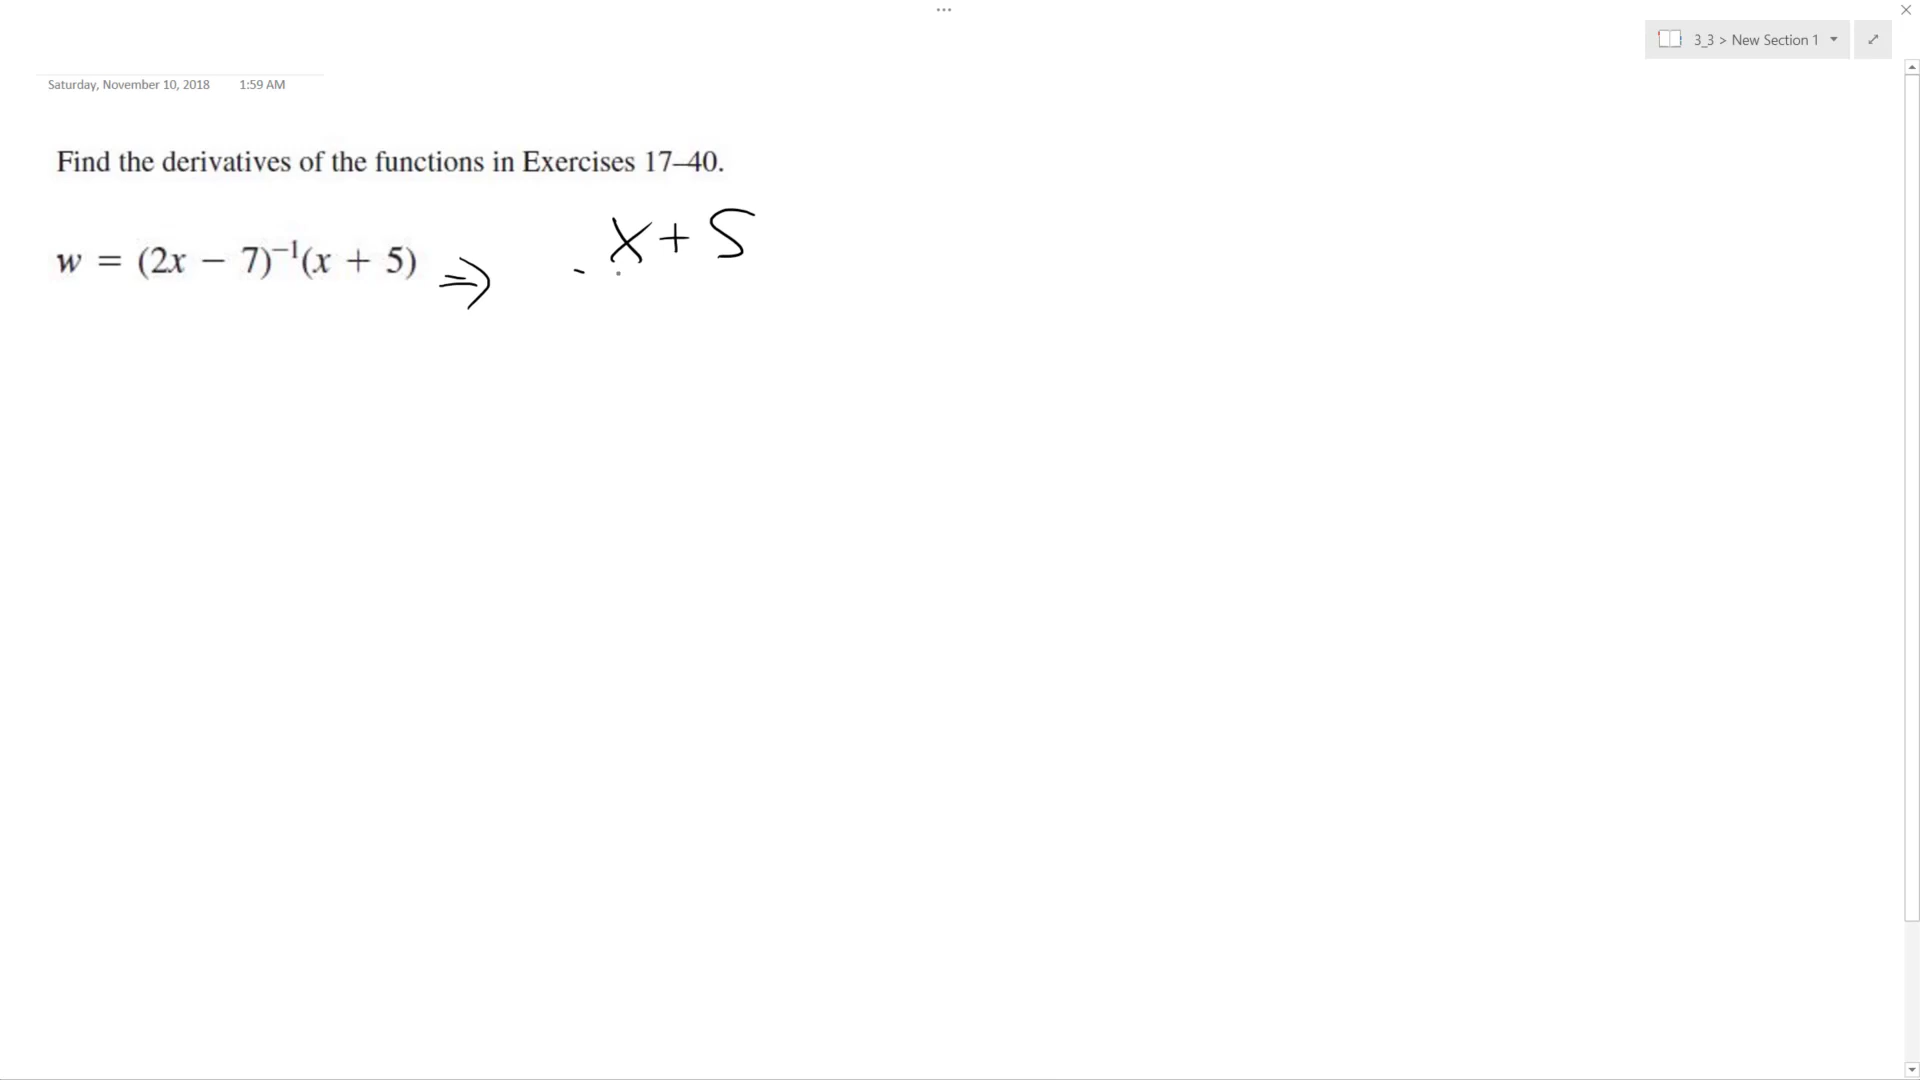 ...
3_3 > New Section 1
Saturday, November 10, 2018 1:59 AM
Find the derivatives of the functions in Exercises 17–40.
w = (2x − 7)⁻¹(x + 5) ⇒ x + 5